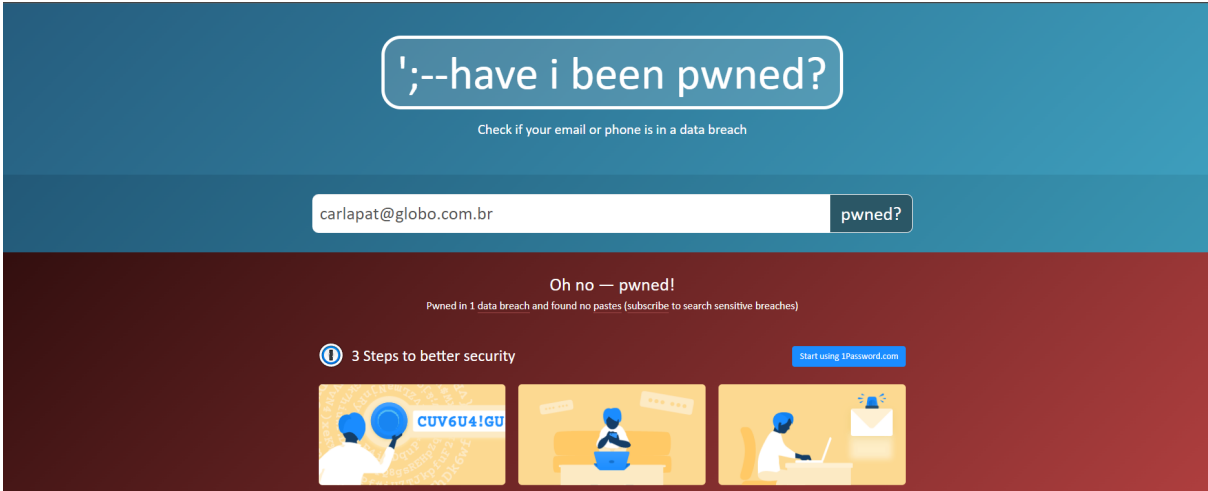 ';--have i been pwned?
Check if your email or phone is in a data breach
carlapat@globo.com.br
pwned?
Oh no — pwned!
Pwned in 1 data breach and found no pastes (subscribe to search sensitive breaches)
3 Steps to better security
Start using 1Password.com
CUV6U4!GU